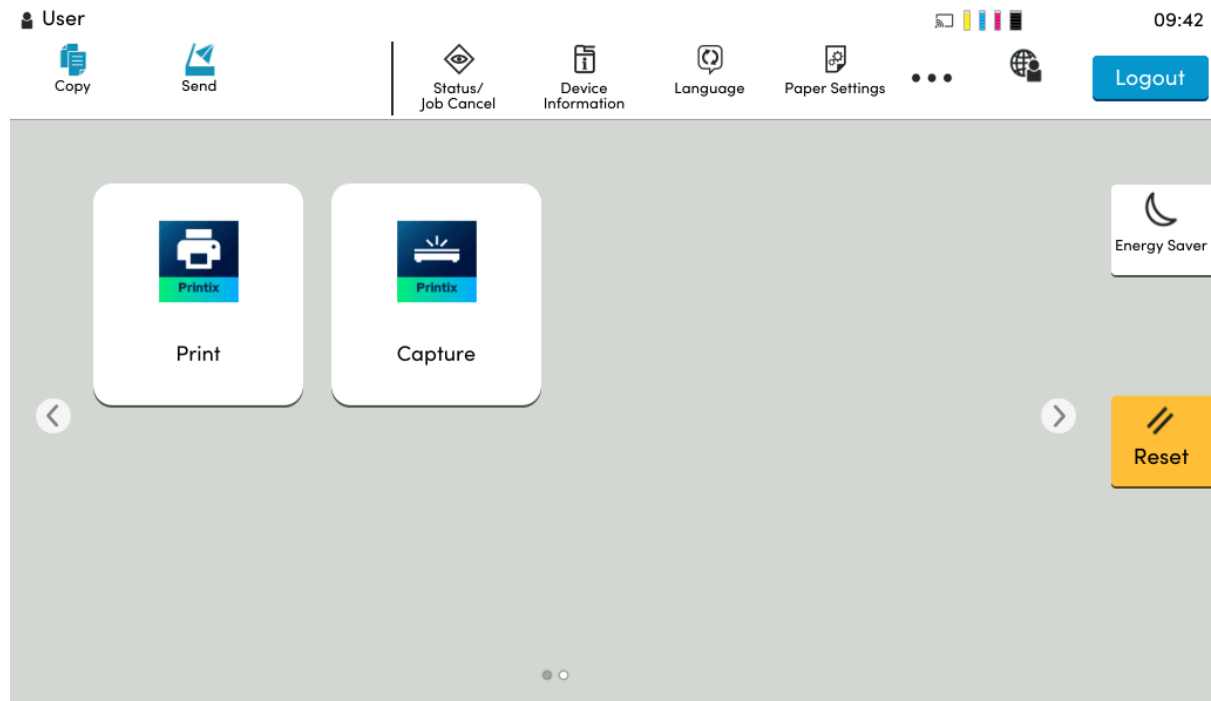 User
09:42
Copy
Send
Status/
Job Cancel
Device
Information
Language
Paper Settings
Logout
Printix
Print
Printix
Capture
Energy Saver
Reset